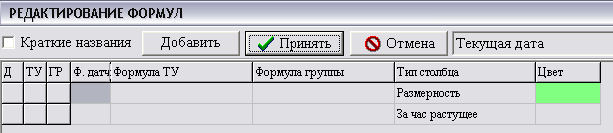 РЕДАКТИРОВАНИЕ ФОРМУЛ
Краткие названия Добавить Принять Отмена Текущая дата
Д ТУ ГР Ф. датч Формула ТУ Формула группы Тип столбца Цвет
Размерность
За час растущее